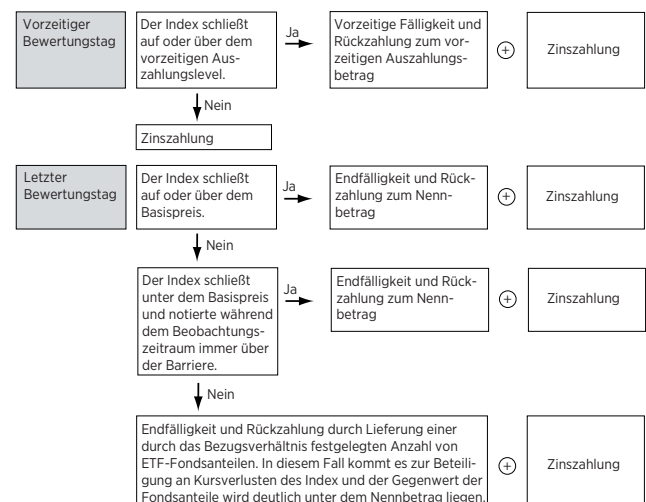 Vorzeitiger
Bewertungstag
Der Index schließt
auf oder über dem
vorzeitigen Aus-
zahlungslevel.
Ja
Vorzeitige Fälligkeit und
Rückzahlung zum vor-
zeitigen Auszahlungs-
betrag
+
Zinszahlung
Nein
Zinszahlung
Letzter
Bewertungstag
Der Index schließt
auf oder über dem
Basispreis.
Ja
Endfälligkeit und Rück-
zahlung zum Nenn-
betrag
+
Zinszahlung
Nein
Der Index schließt
unter dem Basispreis
und notierte während
dem Beobachtungs-
zeitraum immer über
der Barriere.
Ja
Endfälligkeit und Rück-
zahlung zum Nenn-
betrag
+
Zinszahlung
Nein
Endfälligkeit und Rückzahlung durch Lieferung einer
durch das Bezugsverhältnis festgelegten Anzahl von
ETF-Fondsanteilen. In diesem Fall kommt es zur Beteili-
gung an Kursverlusten des Index und der Gegenwert der
Fondsanteile wird deutlich unter dem Nennbetrag liegen.
+
Zinszahlung